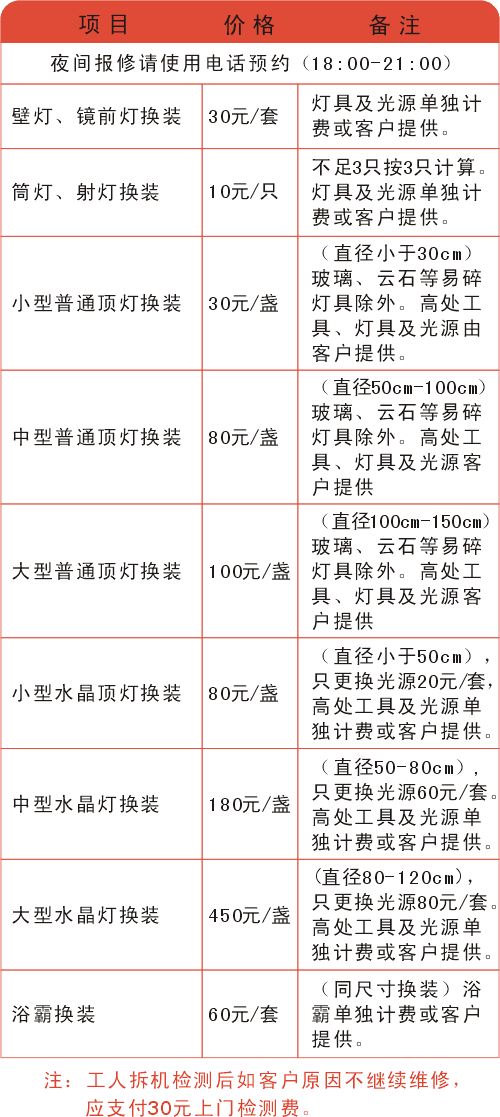 项目 价格 备注
夜间报修请使用电话预约（18:00-21:00）
壁灯、镜前灯换装 30元/套 灯具及光源单独计
费或客户提供。
筒灯、射灯换装 10元/只 不足3只按3只计算。
灯具及光源单独计
费或客户提供。
小型普通顶灯换装 30元/盏 （直径小于30cm）
玻璃、云石等易碎
灯具除外。高处工
具、灯具及光源由
客户提供。
中型普通顶灯换装 80元/盏 （直径50cm-100cm）
玻璃、云石等易碎
灯具除外。高处工
具、灯具及光源客
户提供
大型普通顶灯换装 100元/盏 （直径100cm-150cm）
玻璃、云石等易碎
灯具除外。高处工
具、灯具及光源客
户提供
小型水晶顶灯换装 80元/盏 （直径小于50cm），
只更换光源20元/套，
高处工具及光源单
独计费或客户提供。
中型水晶灯换装 180元/盏 （直径50-80cm），
只更换光源60元/套。
高处工具及光源单
独计费或客户提供。
大型水晶灯换装 450元/盏 (直径80-120cm)，
只更换光源80元/套。
高处工具及光源单
独计费或客户提供。
浴霸换装 60元/套 （同尺寸换装）浴
霸单独计费或客户
提供。
注：工人拆机检测后如客户原因不继续维修，
应支付30元上门检测费。